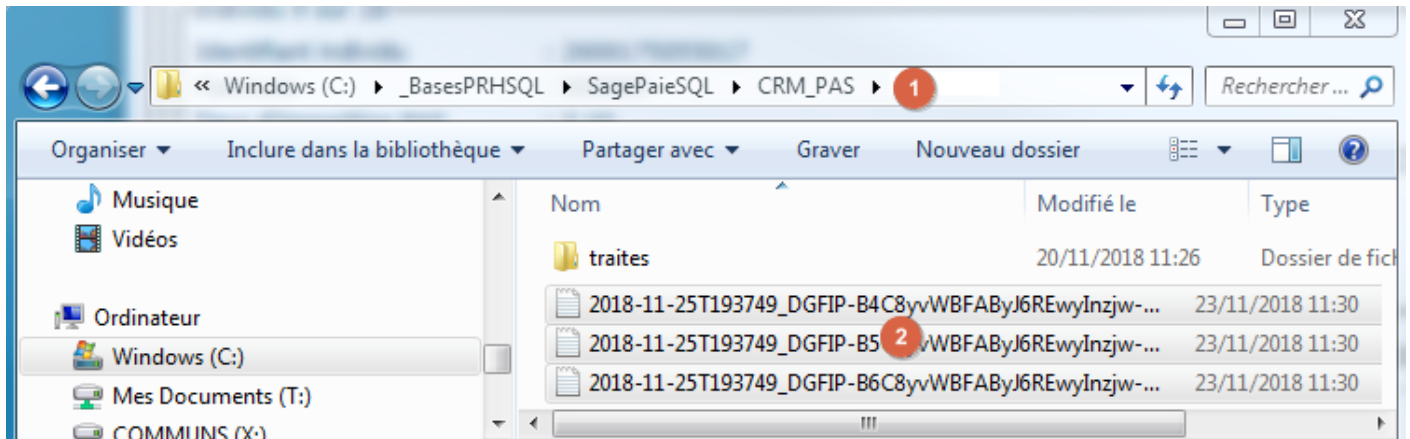 « Windows (C:) ▸ _BasesPRHSQL ▸ SagePaieSQL ▸ CRM_PAS ▸ 1 Rechercher ...
Organiser Inclure dans la bibliothèque Partager avec Graver Nouveau dossier
Musique
Vidéos
Ordinateur
Windows (C:)
Mes Documents (T:)
COMMUNS (X:)
Nom Modifié le Type
traites 20/11/2018 11:26 Dossier de fich
2018-11-25T193749_DGFIP-B4C8yvWBFAByJ6REwyInzjw-... 23/11/2018 11:30
2018-11-25T193749_DGFIP-B5 2 vWBFAByJ6REwyInzjw-... 23/11/2018 11:30
2018-11-25T193749_DGFIP-B6C8yvWBFAByJ6REwyInzjw-... 23/11/2018 11:30